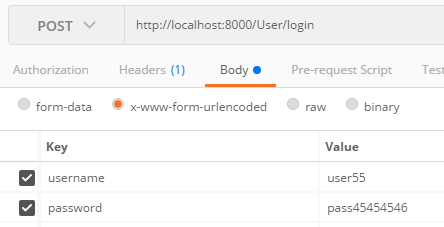 POST http://localhost:8000/User/login
Authorization Headers (1) Body Pre-request Script
form-data x-www-form-urlencoded raw binary
Key Value
username user55
password pass45454546